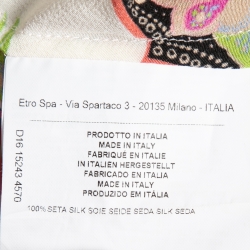 Etro Spa - Via Spartaco 3 - 20135 Milano - ITALIA
PRODOTTO IN ITALIA
MADE IN ITALY
FABRIQUÉ EN ITALIE
IN ITALIEN HERGESTELLT
FABRICADO EN ITALIA
MADE IN ITALY
PRODUZIDO EM ITÁLIA
100% SETA SILK SOIE SEIDE SEDA SILK SEDA
D16 15243 4570